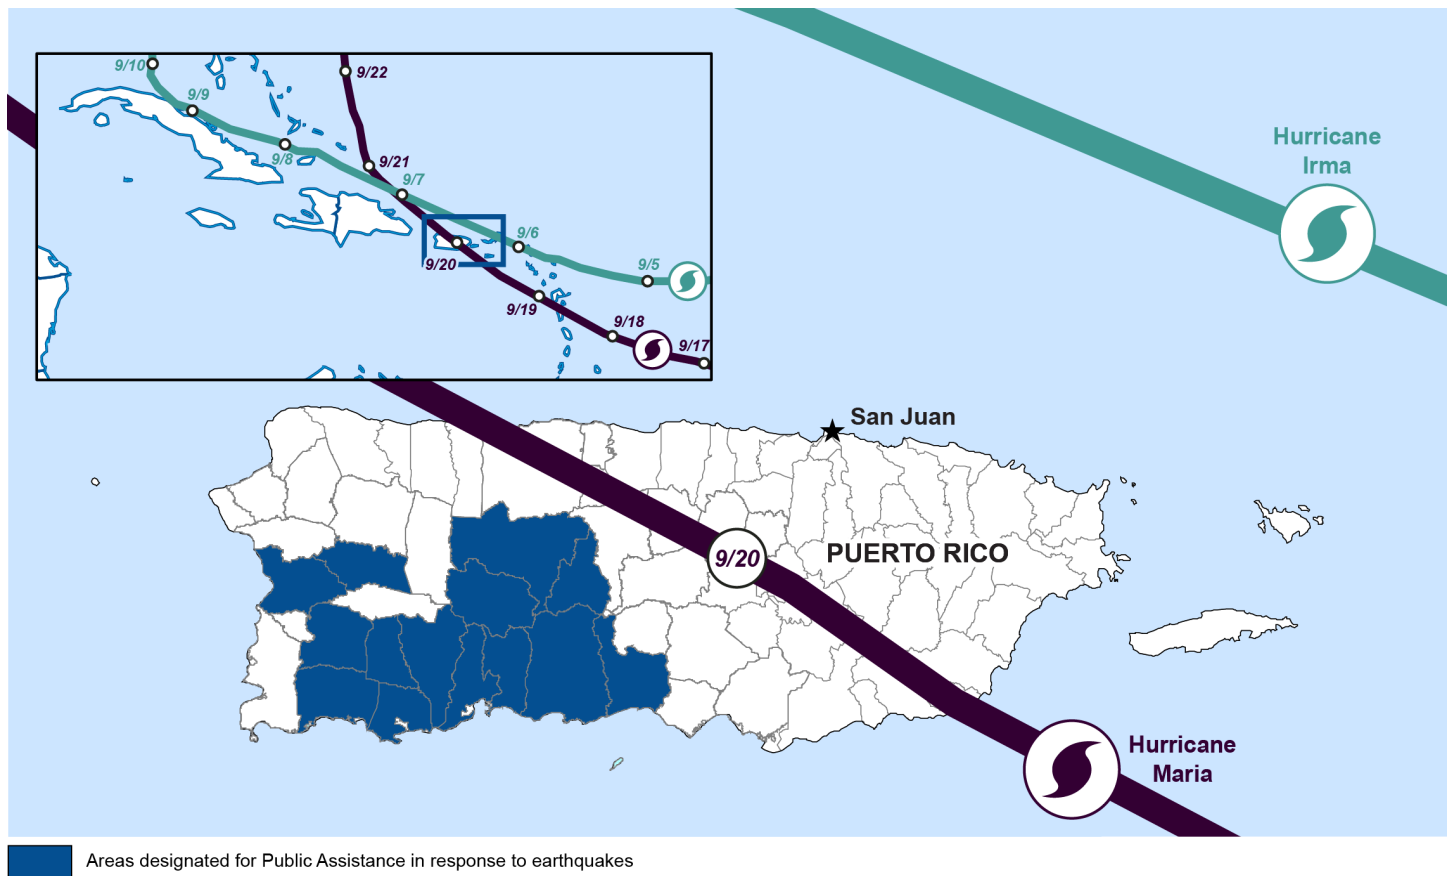 9/10
9/9
9/8
9/22
9/21
9/7
9/6
9/20
9/5
9/19
9/18
9/17
Hurricane
Irma
San Juan
PUERTO RICO
9/20
Hurricane
Maria
Areas designated for Public Assistance in response to earthquakes